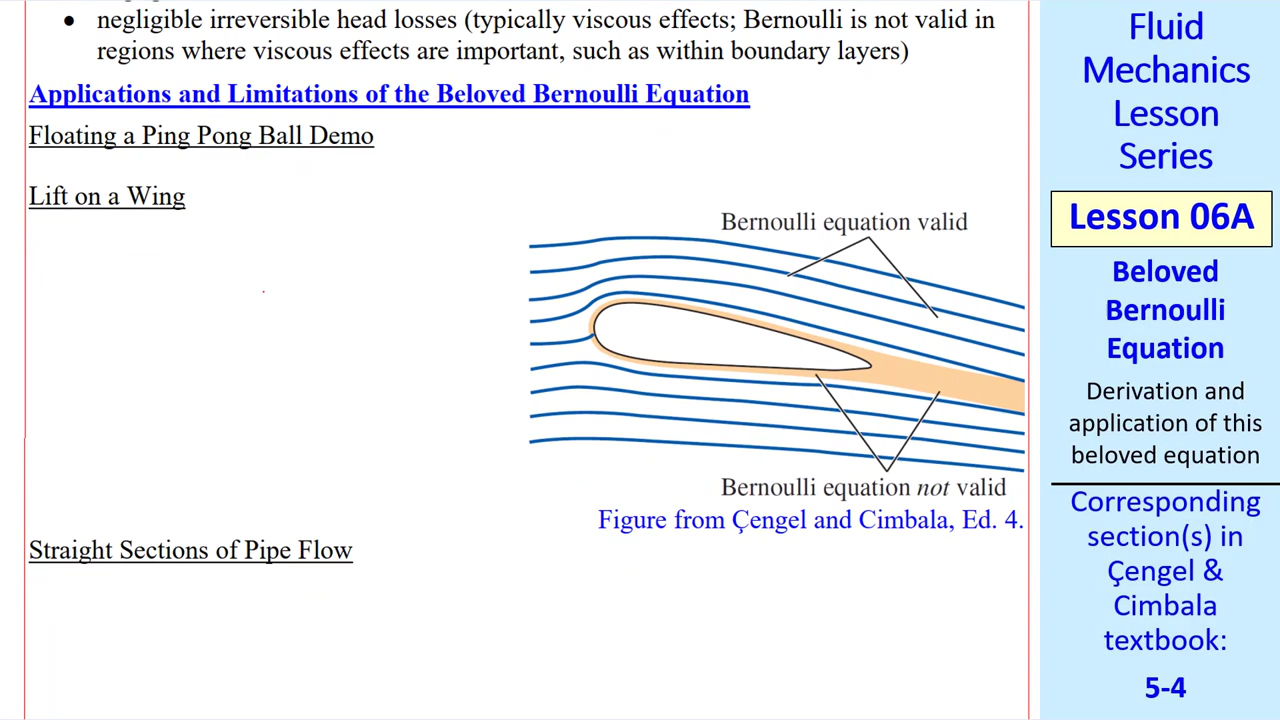 • negligible irreversible head losses (typically viscous effects; Bernoulli is not valid in
regions where viscous effects are important, such as within boundary layers)
Applications and Limitations of the Beloved Bernoulli Equation
Floating a Ping Pong Ball Demo
Lift on a Wing
Bernoulli equation valid
Bernoulli equation not valid
Figure from Çengel and Cimbala, Ed. 4.
Straight Sections of Pipe Flow
Fluid
Mechanics
Lesson
Series
Lesson 06A
Beloved
Bernoulli
Equation
Derivation and
application of this
beloved equation
Corresponding
section(s) in
Çengel &
Cimbala
textbook:
5-4